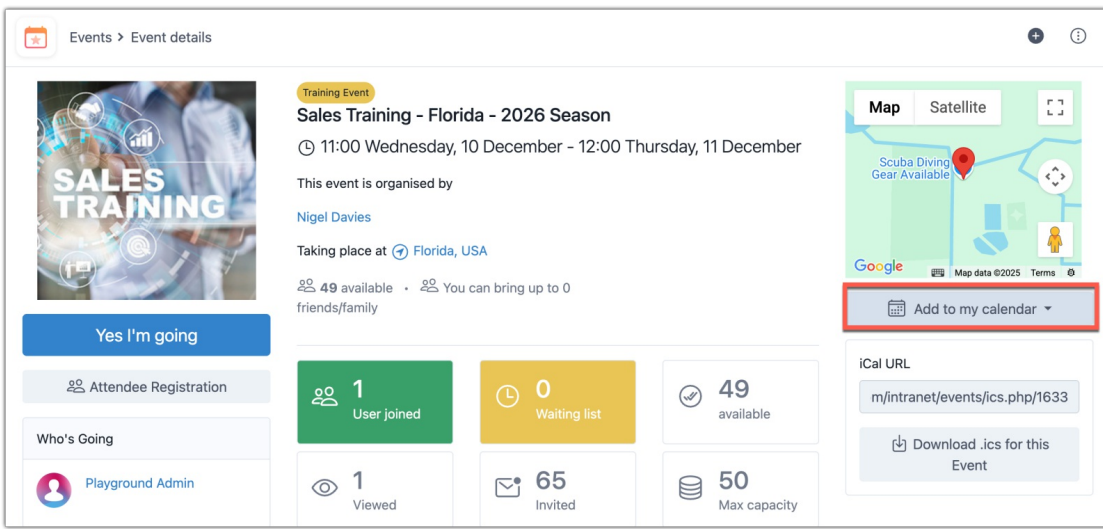 Events > Event details
SALES
TRAINING
Yes I'm going
Attendee Registration
Who's Going
Playground Admin
Training Event
Sales Training - Florida - 2026 Season
11:00 Wednesday, 10 December - 12:00 Thursday, 11 December
This event is organised by
Nigel Davies
Taking place at Florida, USA
49 available • You can bring up to 0
friends/family
1
User joined
0
Waiting list
49
available
1
Viewed
65
Invited
50
Max capacity
Map Satellite
Scuba Diving
Gear Available
Google
Map data ©2025 Terms
Add to my calendar
iCal URL
m/intranet/events/ics.php/1633
Download .ics for this
Event